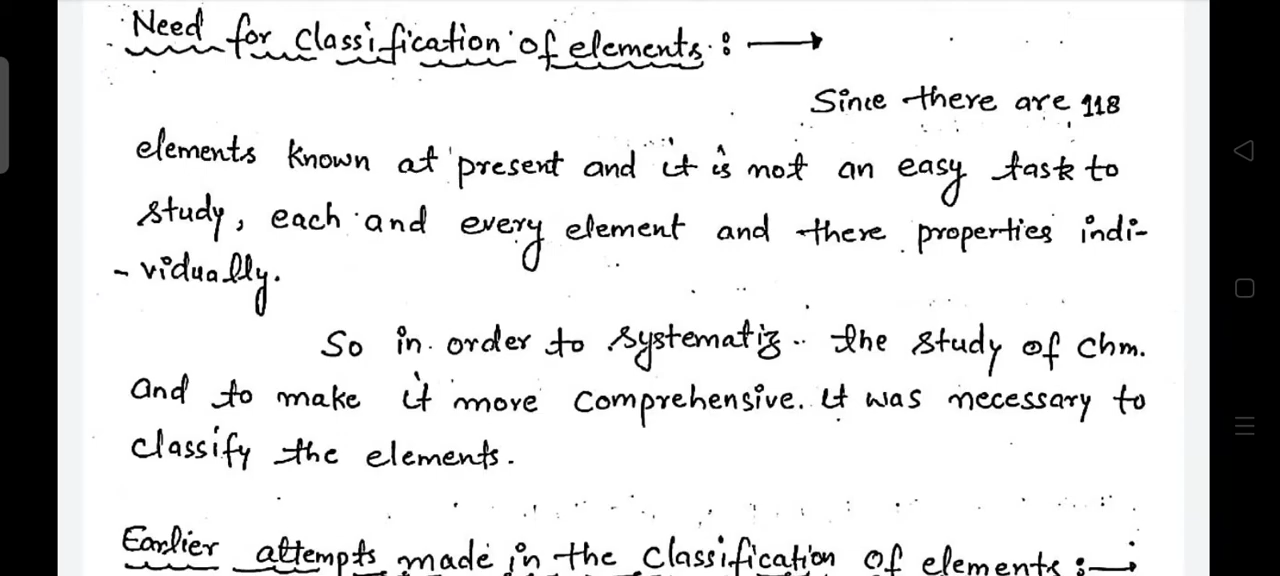 Need for classification of elements : →
Since there are 118
elements known at present and it is not an easy task to
study, each and every element and there properties indi-
- vidually.
So in order to systematiz the study of chm.
and to make it more comprehensive. It was necessary to
classify the elements.
Earlier attempts made in the classification of elements : →